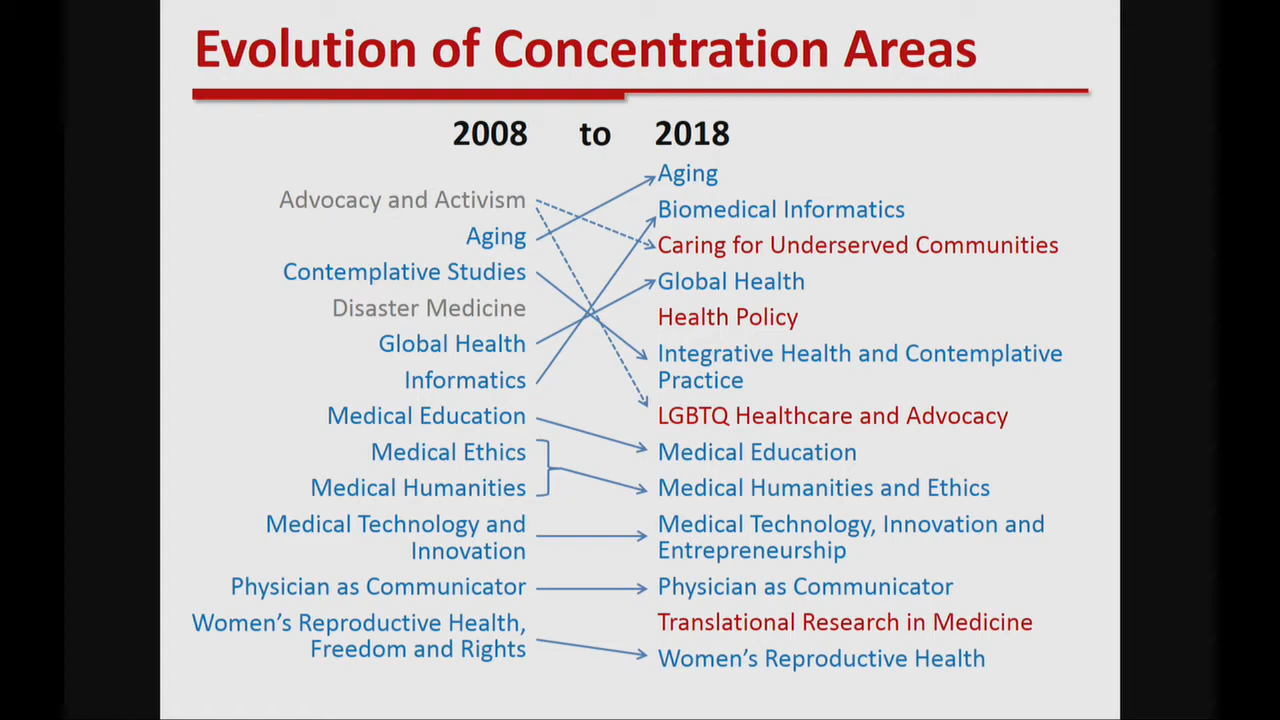 Evolution of Concentration Areas
2008 to 2018
Advocacy and Activism
Aging
Contemplative Studies
Disaster Medicine
Global Health
Informatics
Medical Education
Medical Ethics
Medical Humanities
Medical Technology and
Innovation
Physician as Communicator
Women's Reproductive Health,
Freedom and Rights
Aging
Biomedical Informatics
Caring for Underserved Communities
Global Health
Health Policy
Integrative Health and Contemplative
Practice
LGBTQ Healthcare and Advocacy
Medical Education
Medical Humanities and Ethics
Medical Technology, Innovation and
Entrepreneurship
Physician as Communicator
Translational Research in Medicine
Women's Reproductive Health